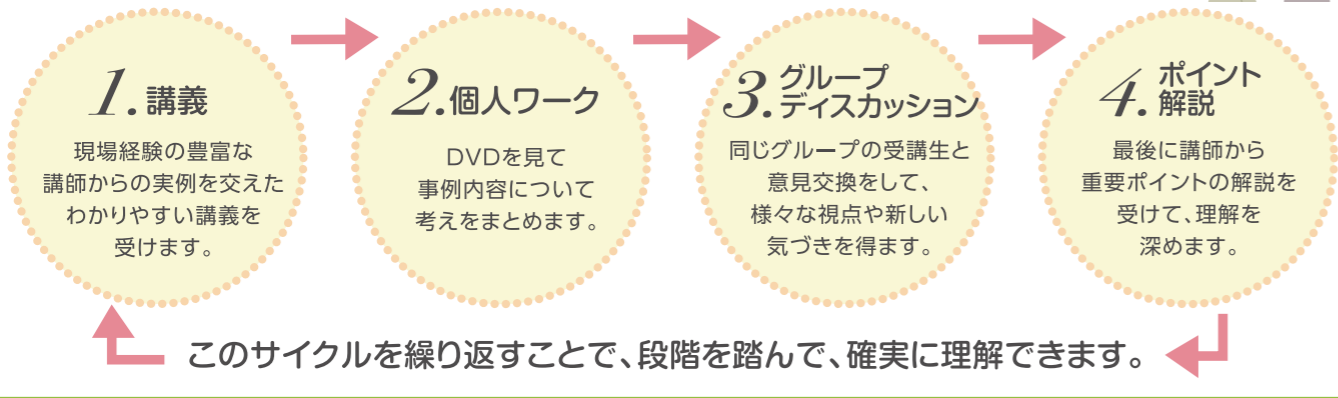 1.講義
現場経験の豊富な
講師からの実例を交えた
わかりやすい講義を
受けます。
2.個人ワーク
DVDを見て
事例内容について
考えをまとめます。
3.グループ
ディスカッション
同じグループの受講生と
意見交換をして、
様々な視点や新しい
気づきを得ます。
4.ポイント
解説
最後に講師から
重要ポイントの解説を
受けて、理解を
深めます。
このサイクルを繰り返すことで、段階を踏んで、確実に理解できます。